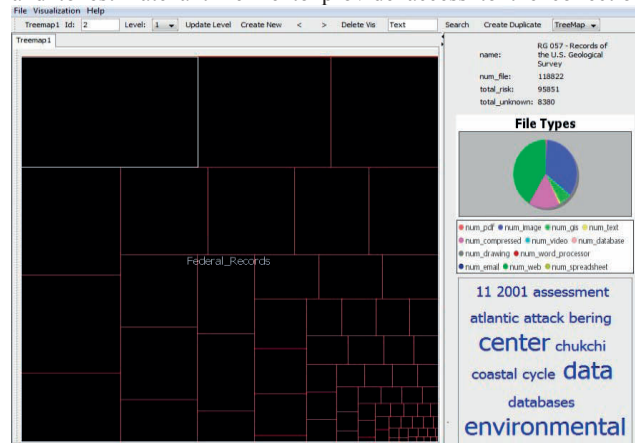 File Visualization Help
Treemap1 Id: 2 Level: 1 Update Level Create New < > Delete Vis Text Search Create Duplicate TreeMap
Treemap1
Federal_Records
name: RG 057 - Records of the U.S. Geological Survey
num_file: 118822
total_risk: 95851
total_unknown: 8380
File Types
num_pdf num_image num_gis num_text
num_compressed num_video num_database
num_drawing num_word_processor
num_email num_web num_spreadsheet
11 2001 assessment
atlantic attack bering
center chukchi
coastal cycle data
databases
environmental